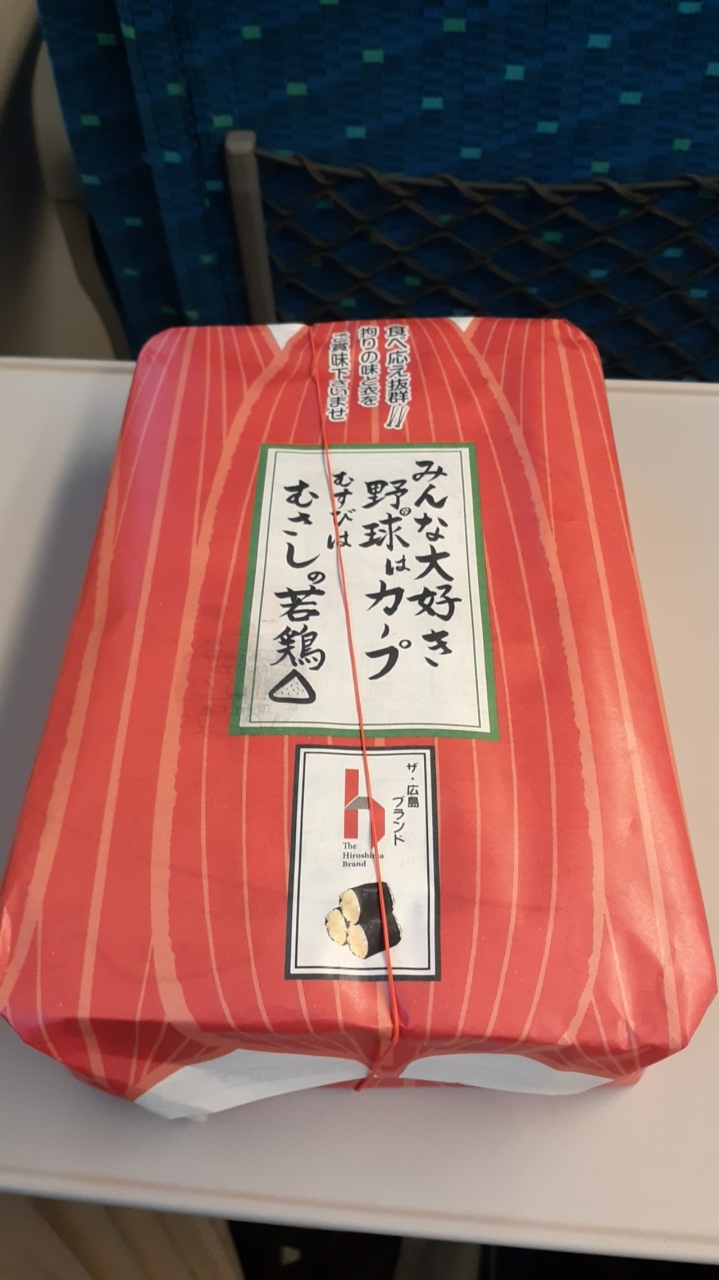 食べ応え抜群!!
拘りの味と衣を
ご賞味下さいませ
みんな大好き
野球はカープ
むすびは
むさしの若鶏
ザ・広島
ブランド
The
Hiroshima
Brand